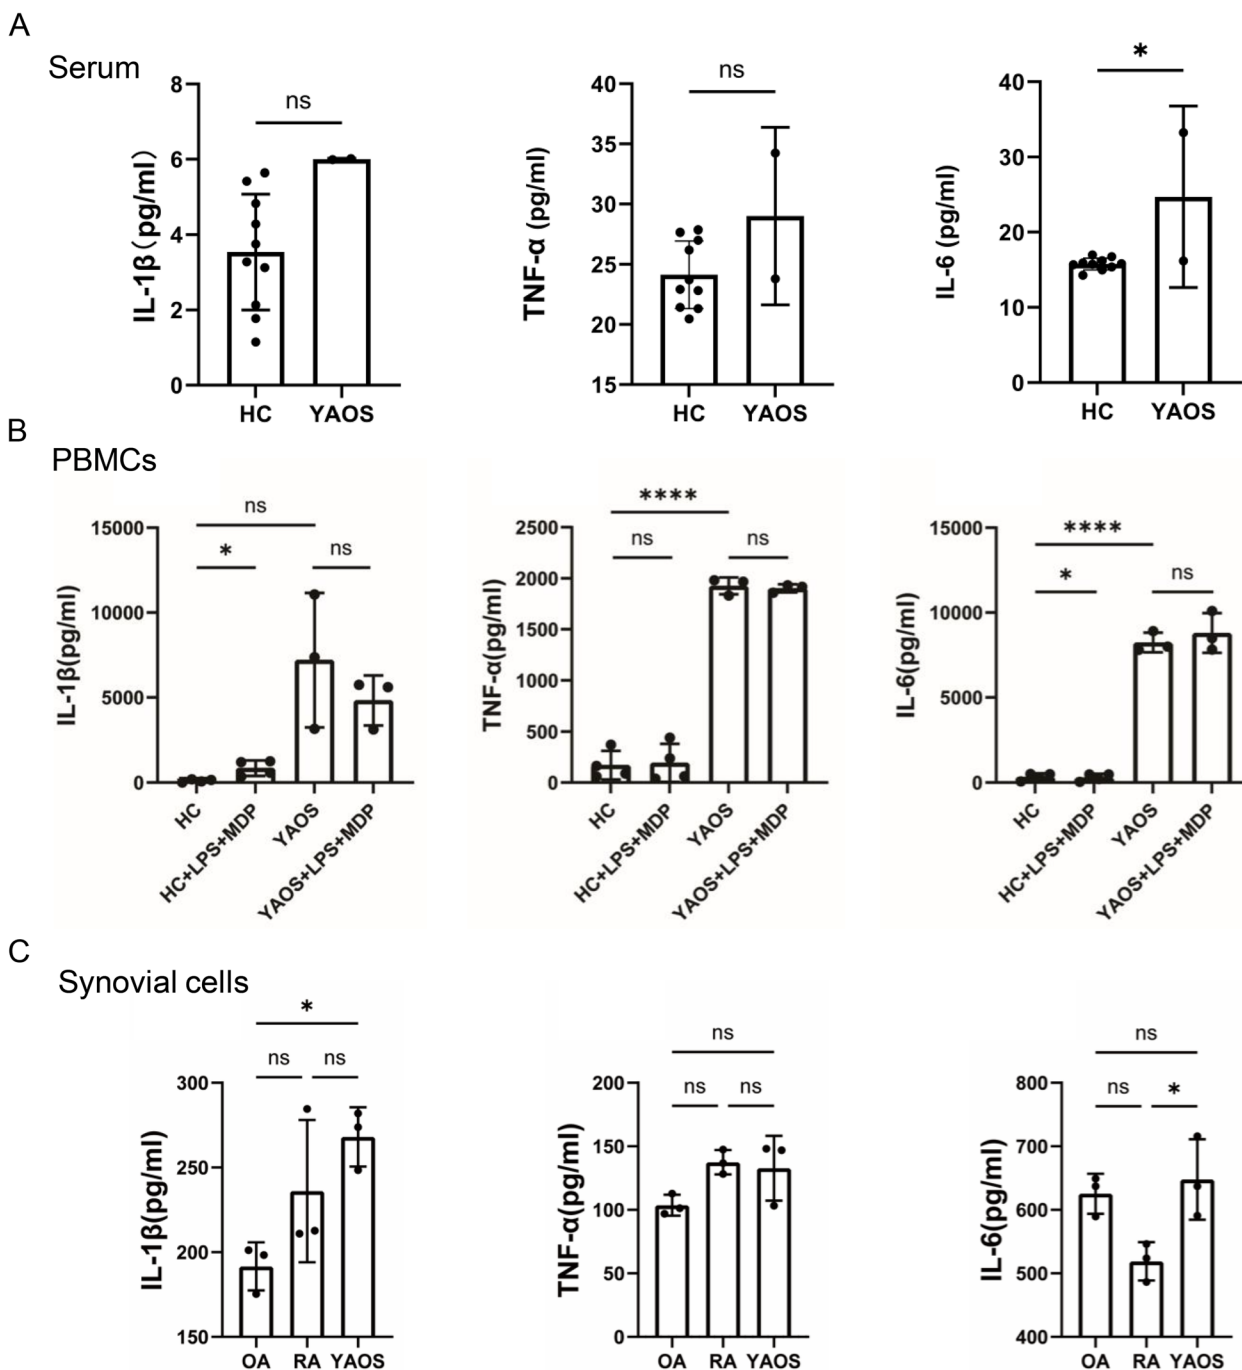 A
Serum
ns
8
6
4
2
0
IL-1β（pg/ml）
HC YAOS
ns
40
35
30
25
20
15
TNF-α (pg/ml)
HC YAOS
*
40
30
20
10
0
IL-6 (pg/ml)
HC YAOS
B
PBMCs
ns
* ns
15000
10000
5000
0
IL-1β(pg/ml)
HC
HC+LPS+MDP
YAOS
YAOS+LPS+MDP
****
ns ns
2500
2000
1500
1000
500
0
TNF-α(pg/ml)
HC
HC+LPS+MDP
YAOS
YAOS+LPS+MDP
****
* ns
15000
10000
5000
0
IL-6(pg/ml)
HC
HC+LPS+MDP
YAOS
YAOS+LPS+MDP
C
Synovial cells
*
ns ns
300
250
200
150
IL-1β(pg/ml)
OA RA YAOS
ns
ns ns
200
150
100
50
0
TNF-α(pg/ml)
OA RA YAOS
ns
ns *
800
700
600
500
400
IL-6(pg/ml)
OA RA YAOS